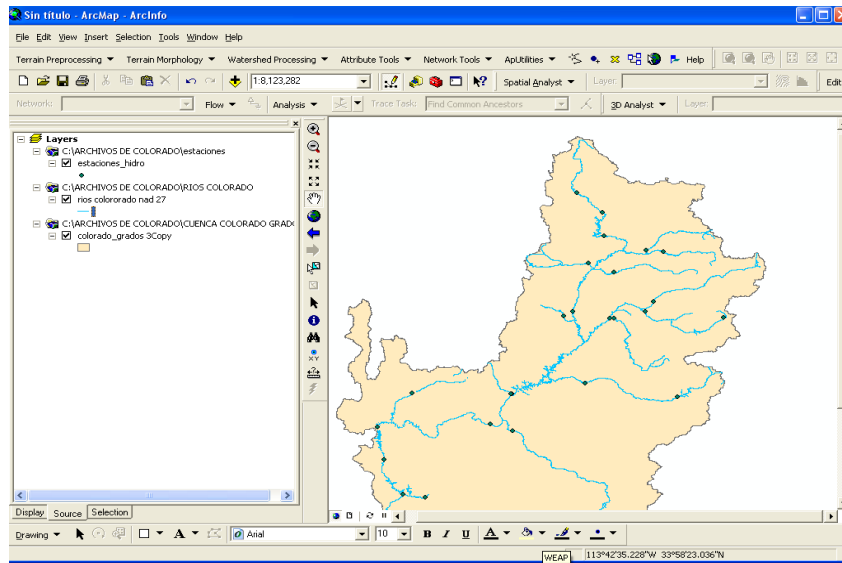 Sin título - ArcMap - ArcInfo
File Edit View Insert Selection Tools Window Help
Terrain Preprocessing Terrain Morphology Watershed Processing Attribute Tools Network Tools ApUtilities Help
1:8,123,282 Spatial Analyst Layer: Edit
Network: Flow Analysis Trace Task: Find Common Ancestors 3D Analyst Layer:
Layers
C:\ARCHIVOS DE COLORADO\estaciones
estaciones_hidro
C:\ARCHIVOS DE COLORADO\RIOS COLORADO
rios colororado nad 27
C:\ARCHIVOS DE COLORADO\CUENCA COLORADO GRAD
colorado_grados 3Copy
XY
Display Source Selection
Drawing A Arial 10 B I U A
WEAP 113°42'35.228"W 33°58'23.036"N